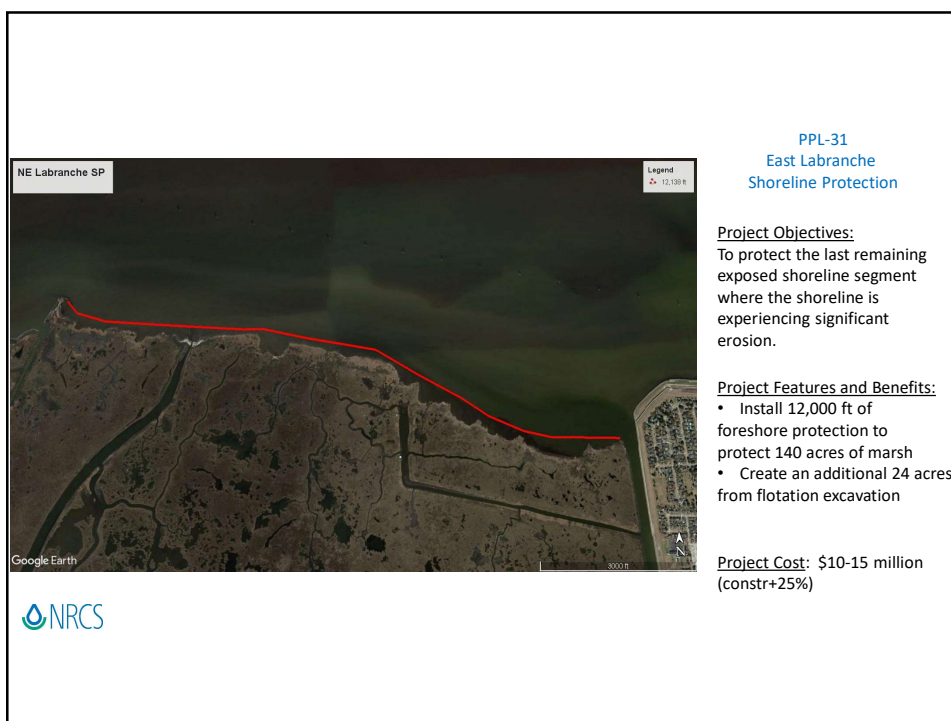 PPL-31
East Labranche
Shoreline Protection
NE Labranche SP
Legend
12,138 ft
Project Objectives:
To protect the last remaining
exposed shoreline segment
where the shoreline is
experiencing significant
erosion.
Project Features and Benefits:
• Install 12,000 ft of
foreshore protection to
protect 140 acres of marsh
• Create an additional 24 acres
from flotation excavation
Project Cost: $10-15 million
(constr+25%)
Google Earth
N
3000 ft
NRCS